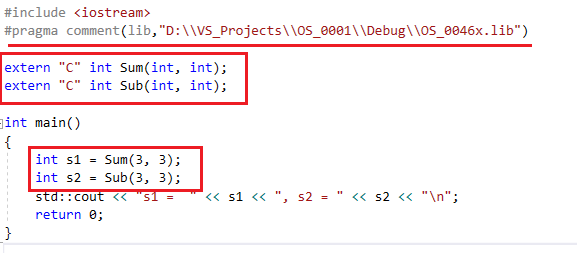 #include <iostream>
#pragma comment(lib,"D:\\VS_Projects\\OS_0001\\Debug\\OS_0046x.lib")
extern "C" int Sum(int, int);
extern "C" int Sub(int, int);
int main()
{
int s1 = Sum(3, 3);
int s2 = Sub(3, 3);
std::cout << "s1 =  " << s1 << ", s2 = " << s2 << "\n";
return 0;
}